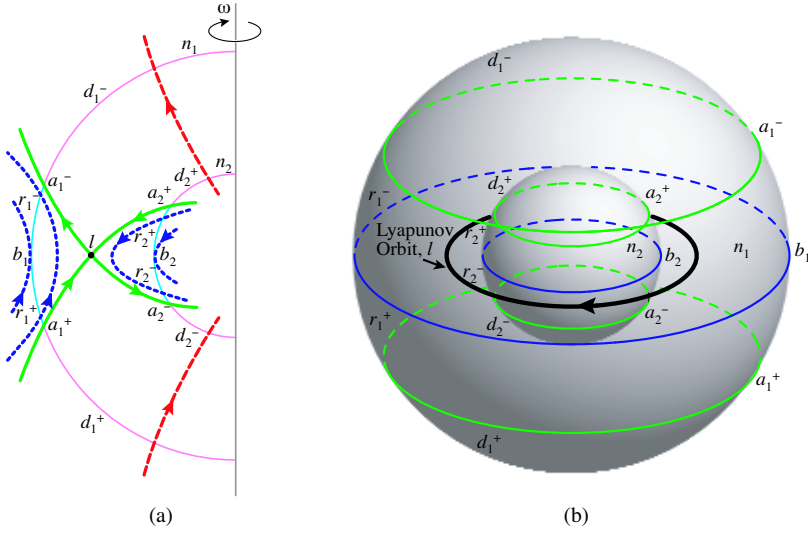 ω
n₁
d₁⁻
n₂
d₂⁺
a₁⁻
a₂⁺
r₁⁻
r₂⁺
l
b₁
b₂
r₂⁻
r₁⁺
a₂⁻
a₁⁺
d₂⁻
d₁⁺
(a)
d₁⁻
a₁⁻
d₂⁺
a₂⁺
r₁⁻
Lyapunov
Orbit, l
r₂⁺
n₂
b₂
n₁
b₁
r₂⁻
r₁⁺
d₂⁻
a₂⁻
a₁⁺
d₁⁺
(b)